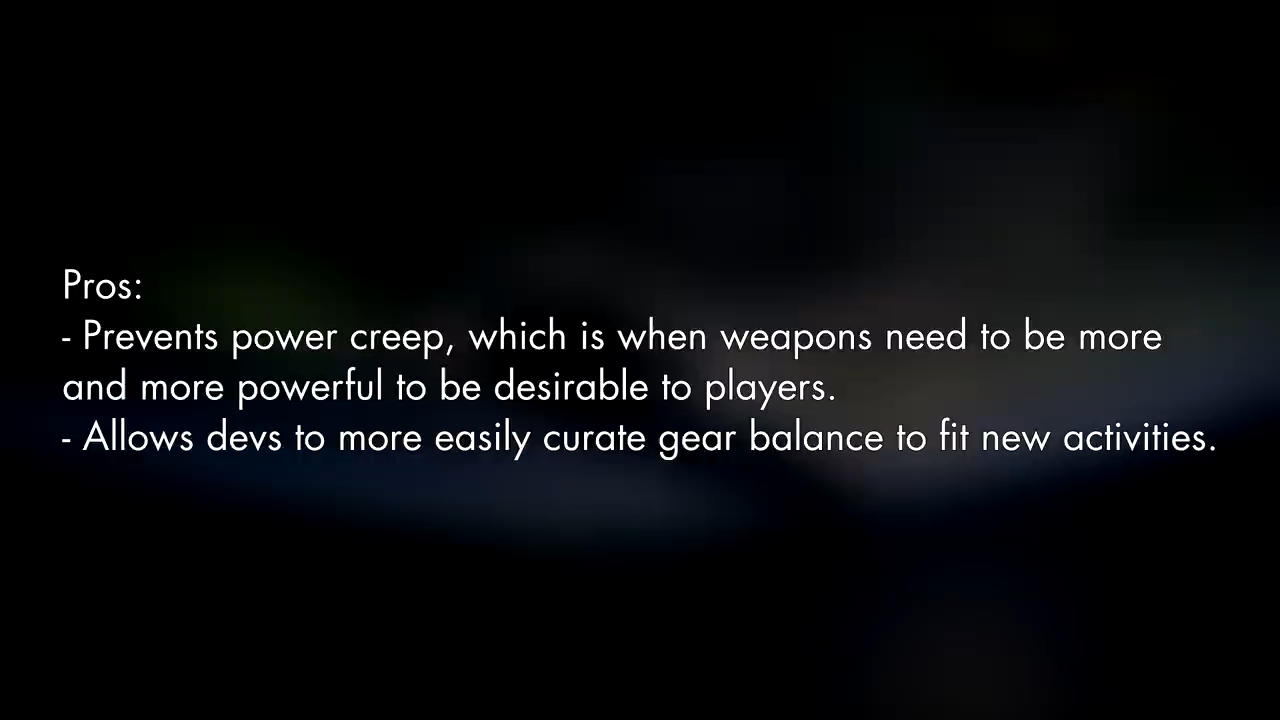 Pros:
- Prevents power creep, which is when weapons need to be more
and more powerful to be desirable to players.
- Allows devs to more easily curate gear balance to fit new activities.